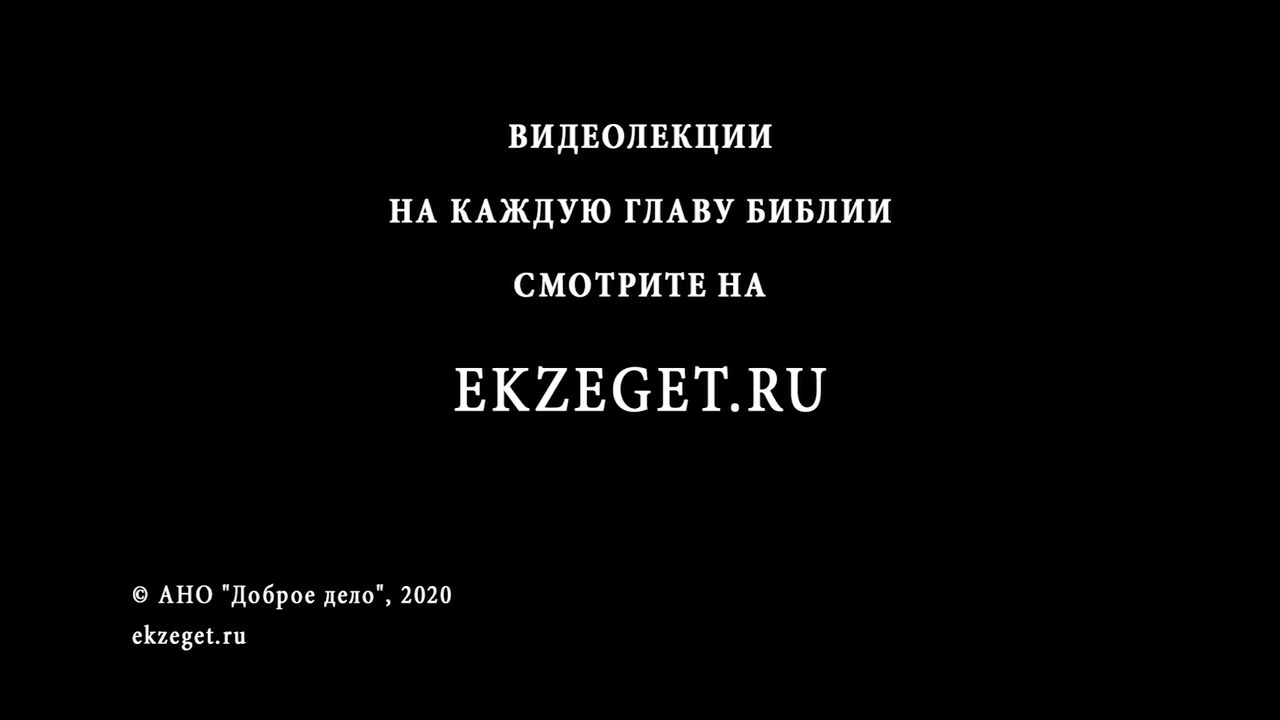 ВИДЕОЛЕКЦИИ
НА КАЖДУЮ ГЛАВУ БИБЛИИ
СМОТРИТЕ НА
EKZEGET.RU
© АНО "Доброе дело", 2020
ekzeget.ru